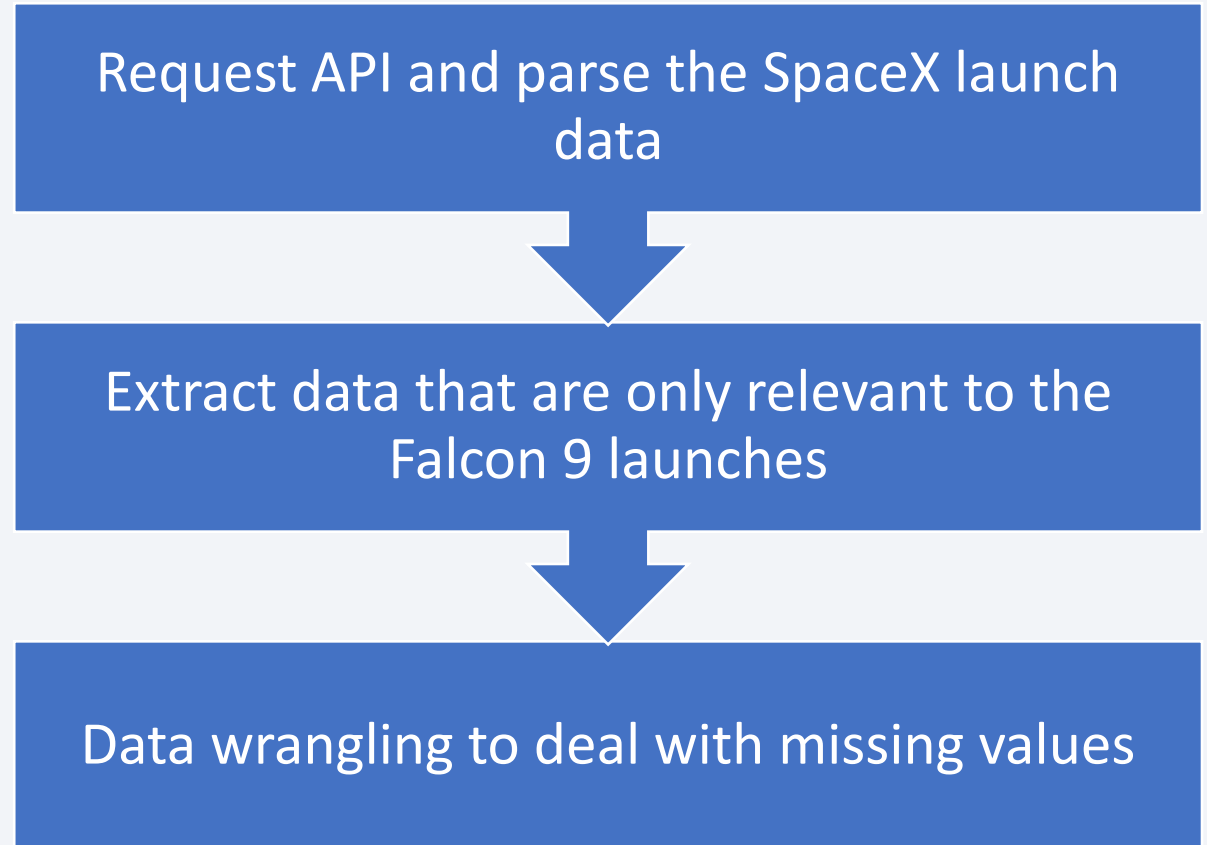 Request API and parse the SpaceX launch
data
Extract data that are only relevant to the
Falcon 9 launches
Data wrangling to deal with missing values